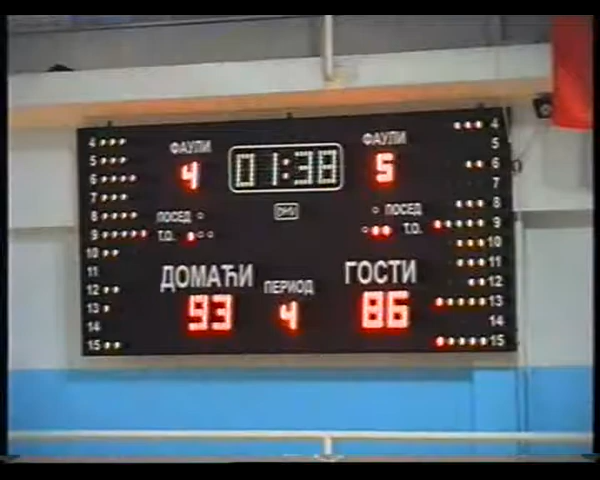 4 ФАУЛИ 01:38 ФАУЛИ 4
5 4 5 5
6 6
7 7
8 ПОСЕД ПОСЕД 8
9 Т.О. Т.О. 9
10 10
11 ДОМАЋИ ПЕРИОД ГОСТИ 11
12 12
13 93 4 86 13
14 14
15 15